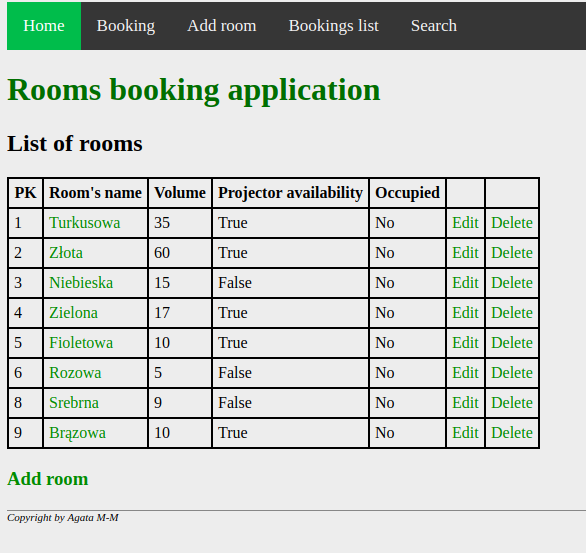 Home Booking Add room Bookings list Search
Rooms booking application
List of rooms
PK Room's name Volume Projector availability Occupied
1 Turkusowa 35 True No Edit Delete
2 Złota 60 True No Edit Delete
3 Niebieska 15 False No Edit Delete
4 Zielona 17 True No Edit Delete
5 Fioletowa 10 True No Edit Delete
6 Rozowa 5 False No Edit Delete
8 Srebrna 9 False No Edit Delete
9 Brązowa 10 True No Edit Delete
Add room
Copyright by Agata M-M